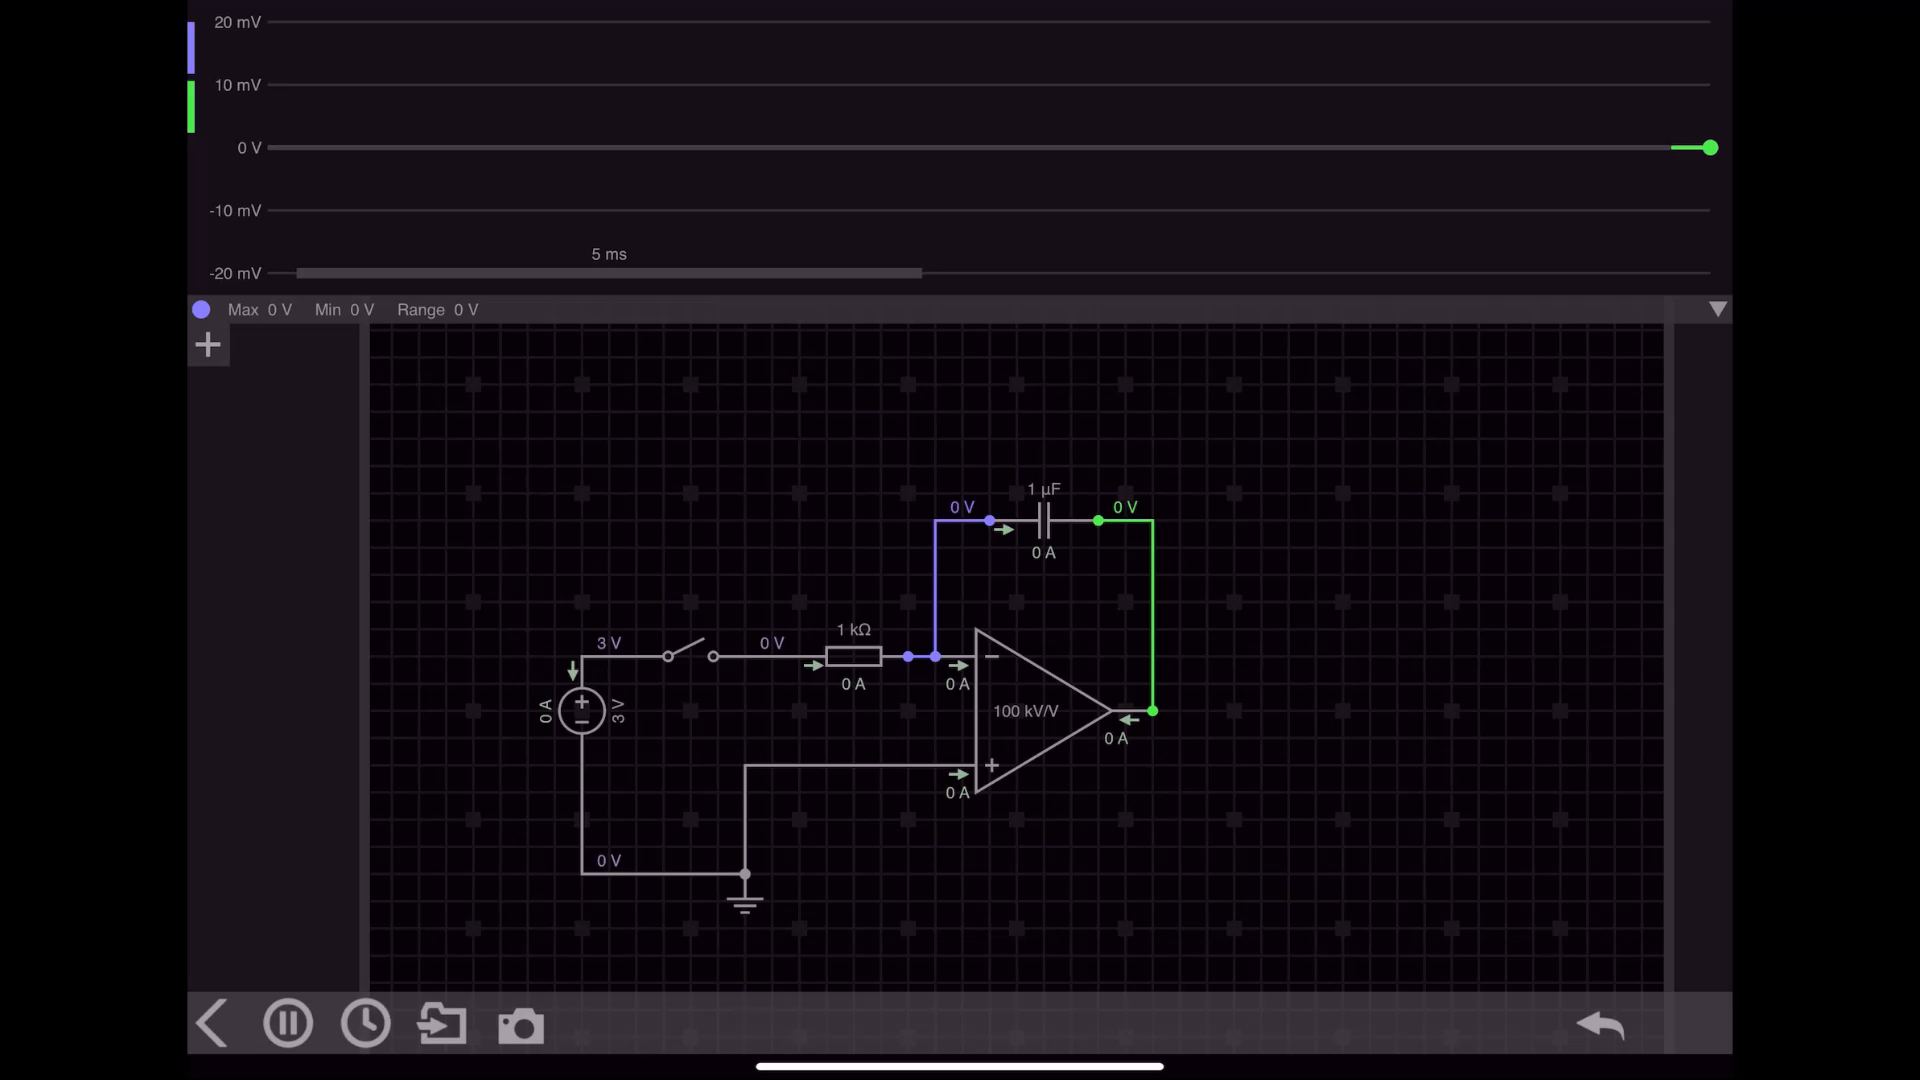 20 mV
10 mV
0 V
-10 mV
5 ms
-20 mV
Max 0 V Min 0 V Range 0 V
1 µF
0 V
0 V
0 A
1 kΩ
3 V
0 V
0 A
0 A
0 A
3 V
100 kV/V
0 A
0 A
0 V